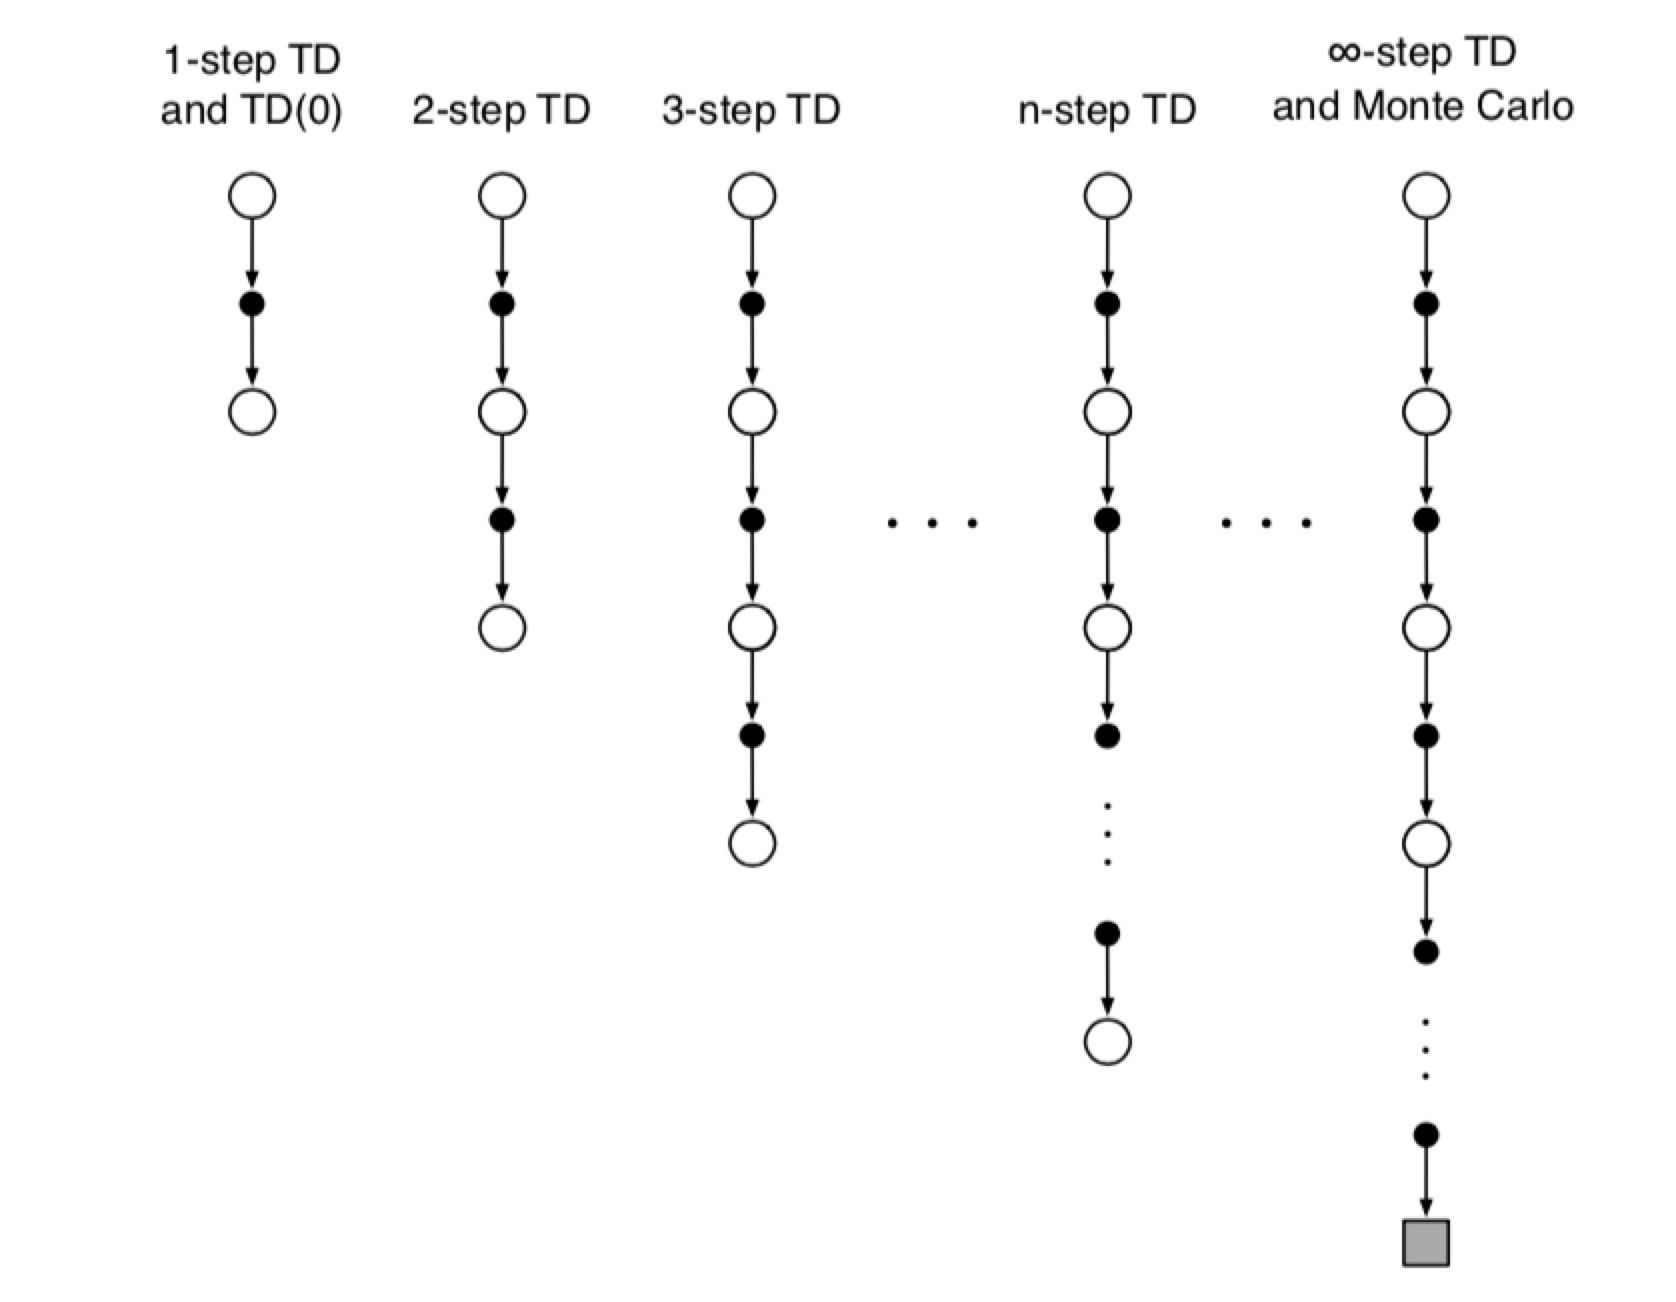 1-step TD
and TD(0)
2-step TD
3-step TD
n-step TD
∞-step TD
and Monte Carlo